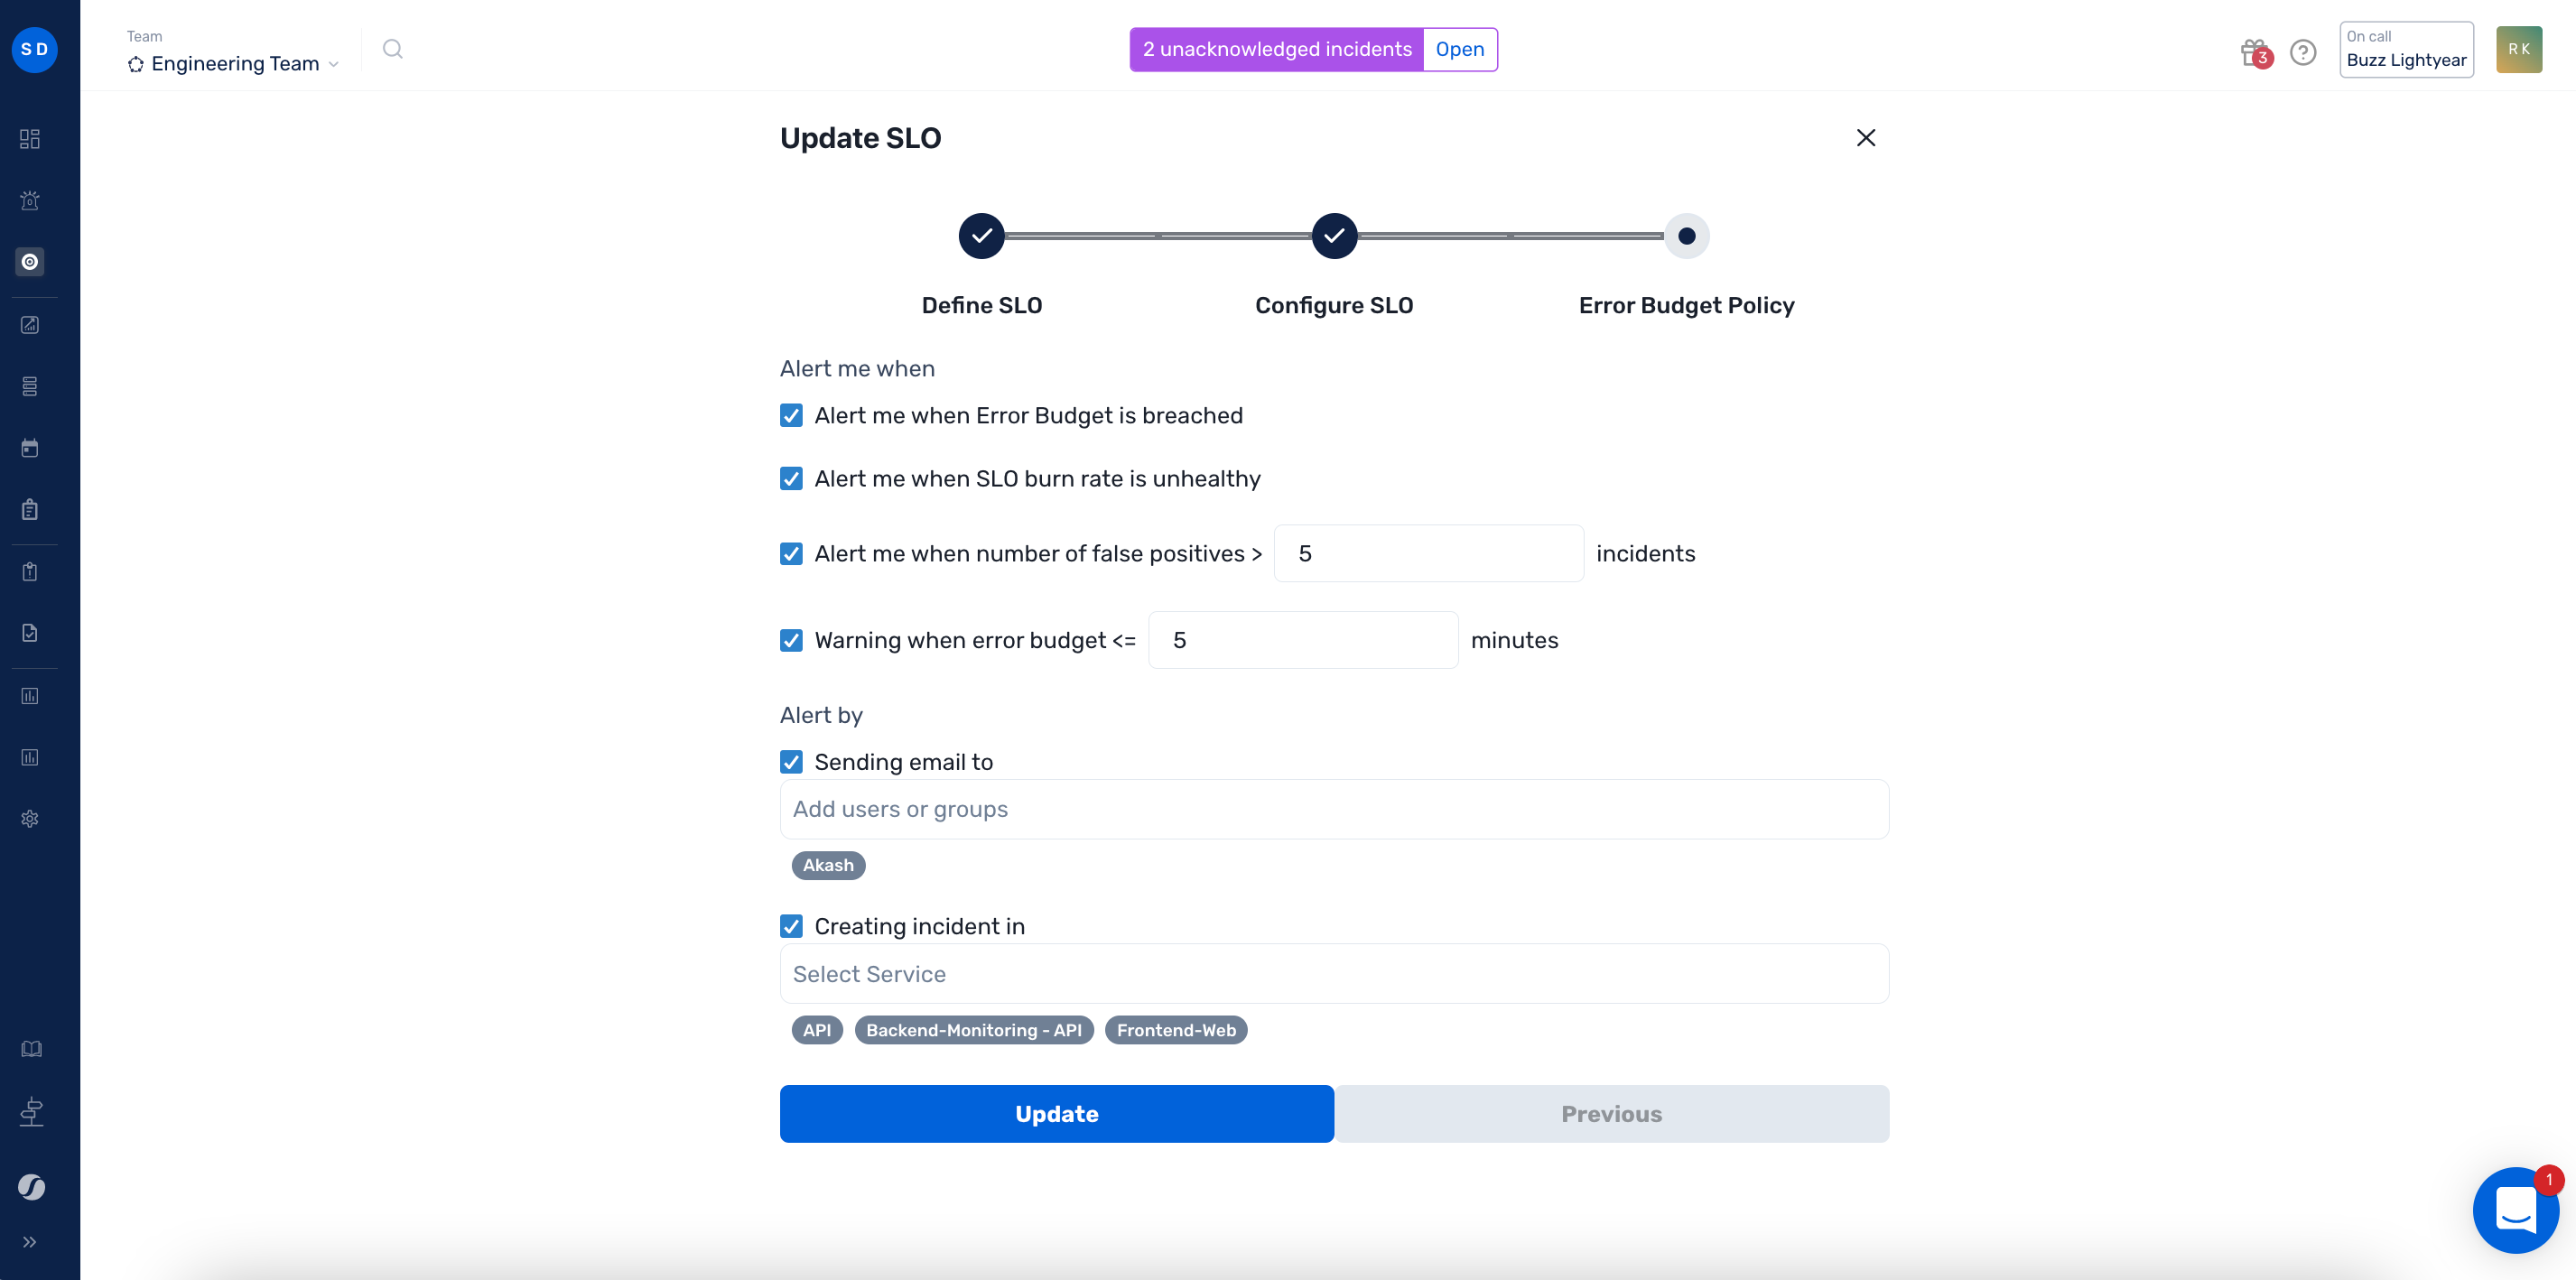 SD
Team
Engineering Team
2 unacknowledged incidents Open
3
On call
Buzz Lightyear
RK
Update SLO
Define SLO Configure SLO Error Budget Policy
Alert me when
Alert me when Error Budget is breached
Alert me when SLO burn rate is unhealthy
Alert me when number of false positives > 5 incidents
Warning when error budget <= 5 minutes
Alert by
Sending email to
Add users or groups
Akash
Creating incident in
Select Service
API Backend-Monitoring - API Frontend-Web
Update Previous
1